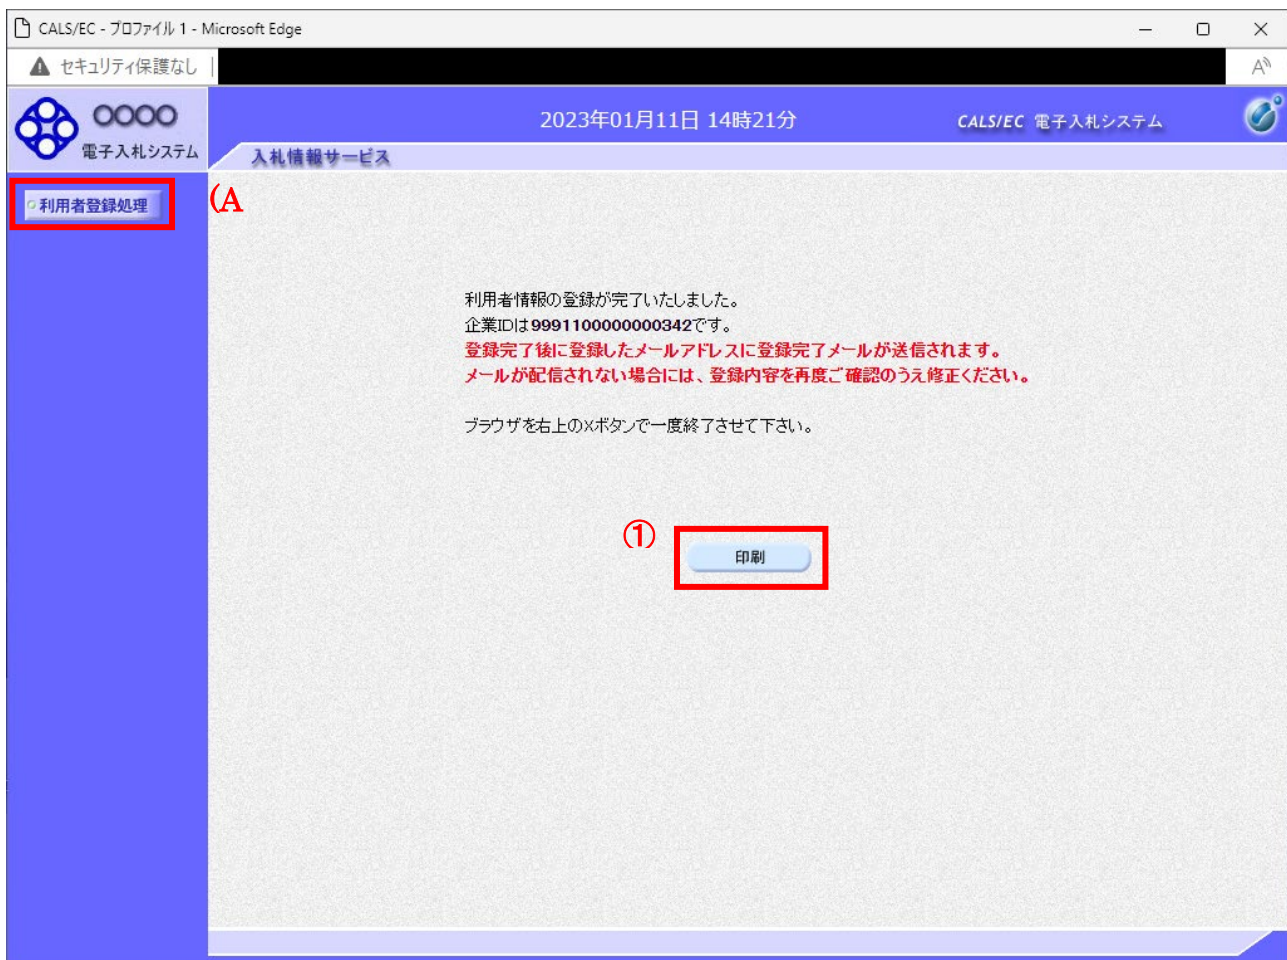 CALS/EC - プロファイル 1 - Microsoft Edge
セキュリティ保護なし
A
〇〇〇〇
電子入札システム
2023年01月11日 14時21分
CALS/EC 電子入札システム
入札情報サービス
利用者登録処理
(A
利用者情報の登録が完了いたしました。
企業IDは9991100000000342です。
登録完了後に登録したメールアドレスに登録完了メールが送信されます。
メールが配信されない場合には、登録内容を再度ご確認のうえ修正ください。
ブラウザを右上の×ボタンで一度終了させて下さい。
①
印刷